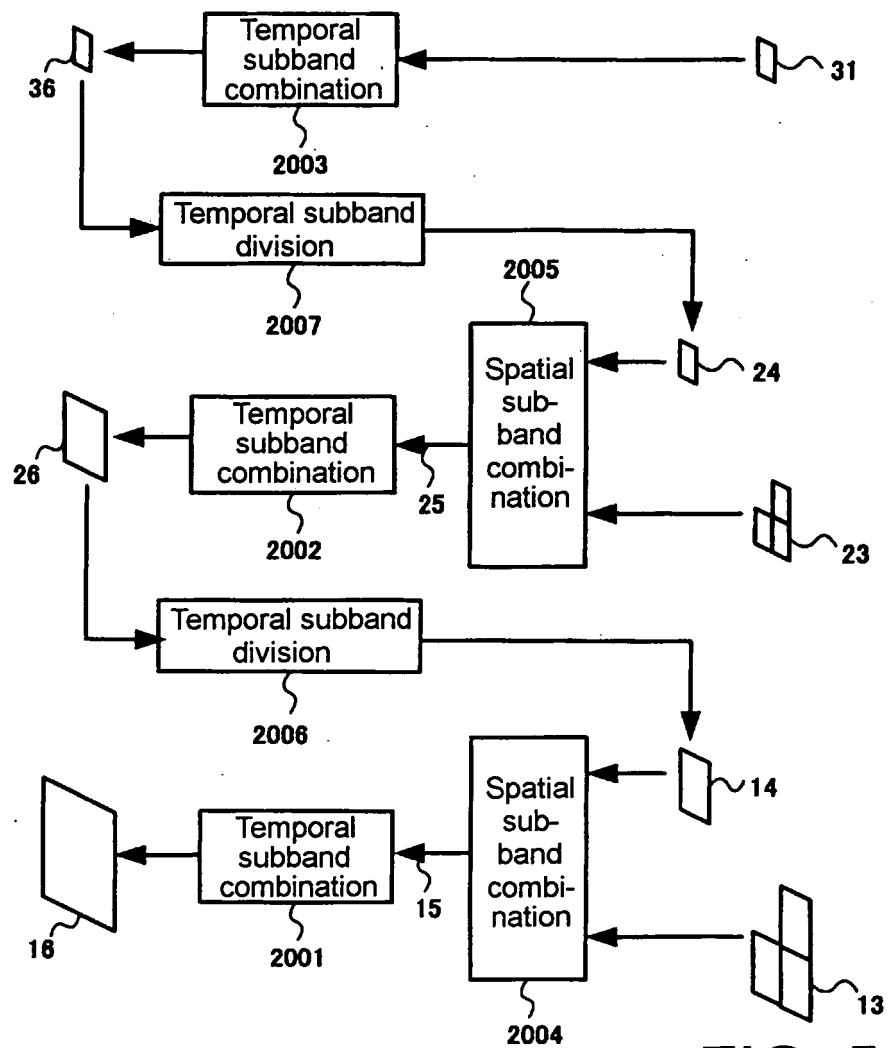 Temporal
subband
combination
36
31
2003
Temporal subband
division
2007
2005
Spatial
sub-
band
combi-
nation
24
Temporal
subband
combination
26
25
2002
23
Temporal subband
division
2006
Spatial
sub-
band
combi-
nation
14
Temporal
subband
combination
15
16
2001
13
2004